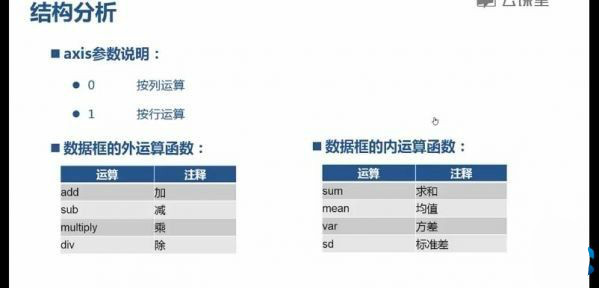 云课堂
结构分析
axis参数说明：
0 按列运算
1 按行运算
数据框的外运算函数：
运算 注释
add 加
sub 减
multiply 乘
div 除
数据框的内运算函数：
运算 注释
sum 求和
mean 均值
var 方差
sd 标准差